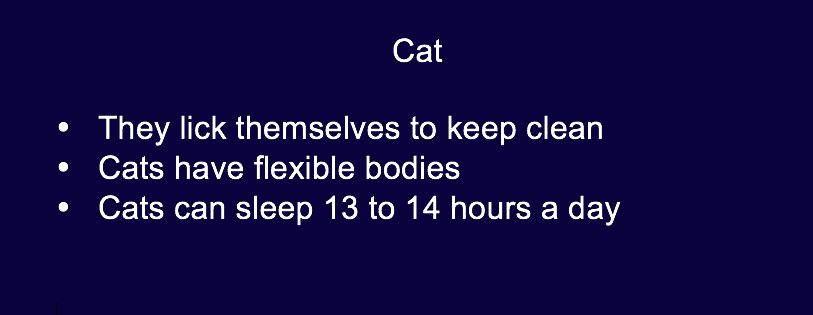 Cat
• They lick themselves to keep clean
• Cats have flexible bodies
• Cats can sleep 13 to 14 hours a day